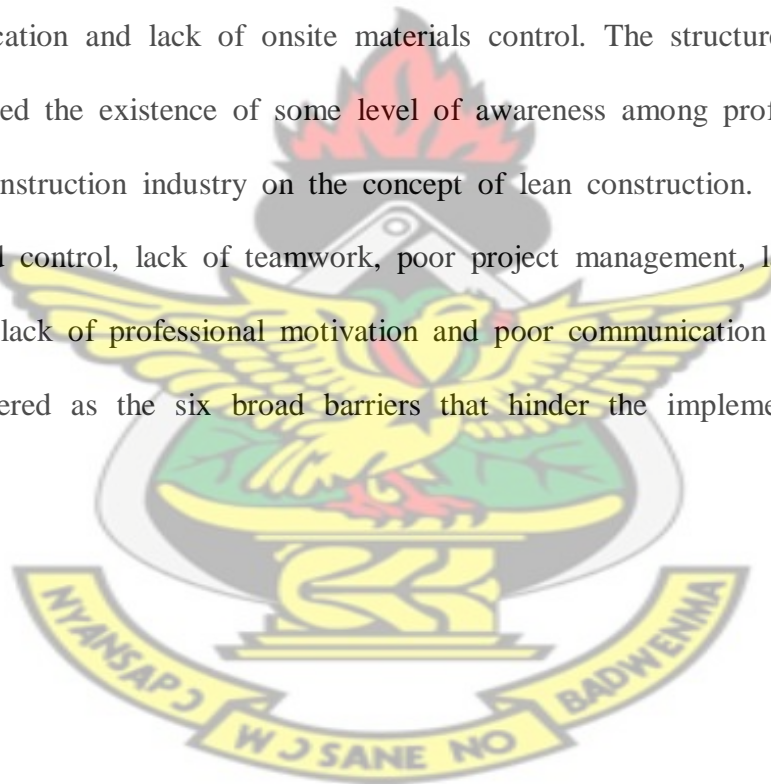 cation and lack of onsite materials control. The structure
ed the existence of some level of awareness among prof
nstruction industry on the concept of lean construction.
d control, lack of teamwork, poor project management, l
lack of professional motivation and poor communication
ered as the six broad barriers that hinder the impleme
NYANSAPƆ WƆSANE NO BADWENMA